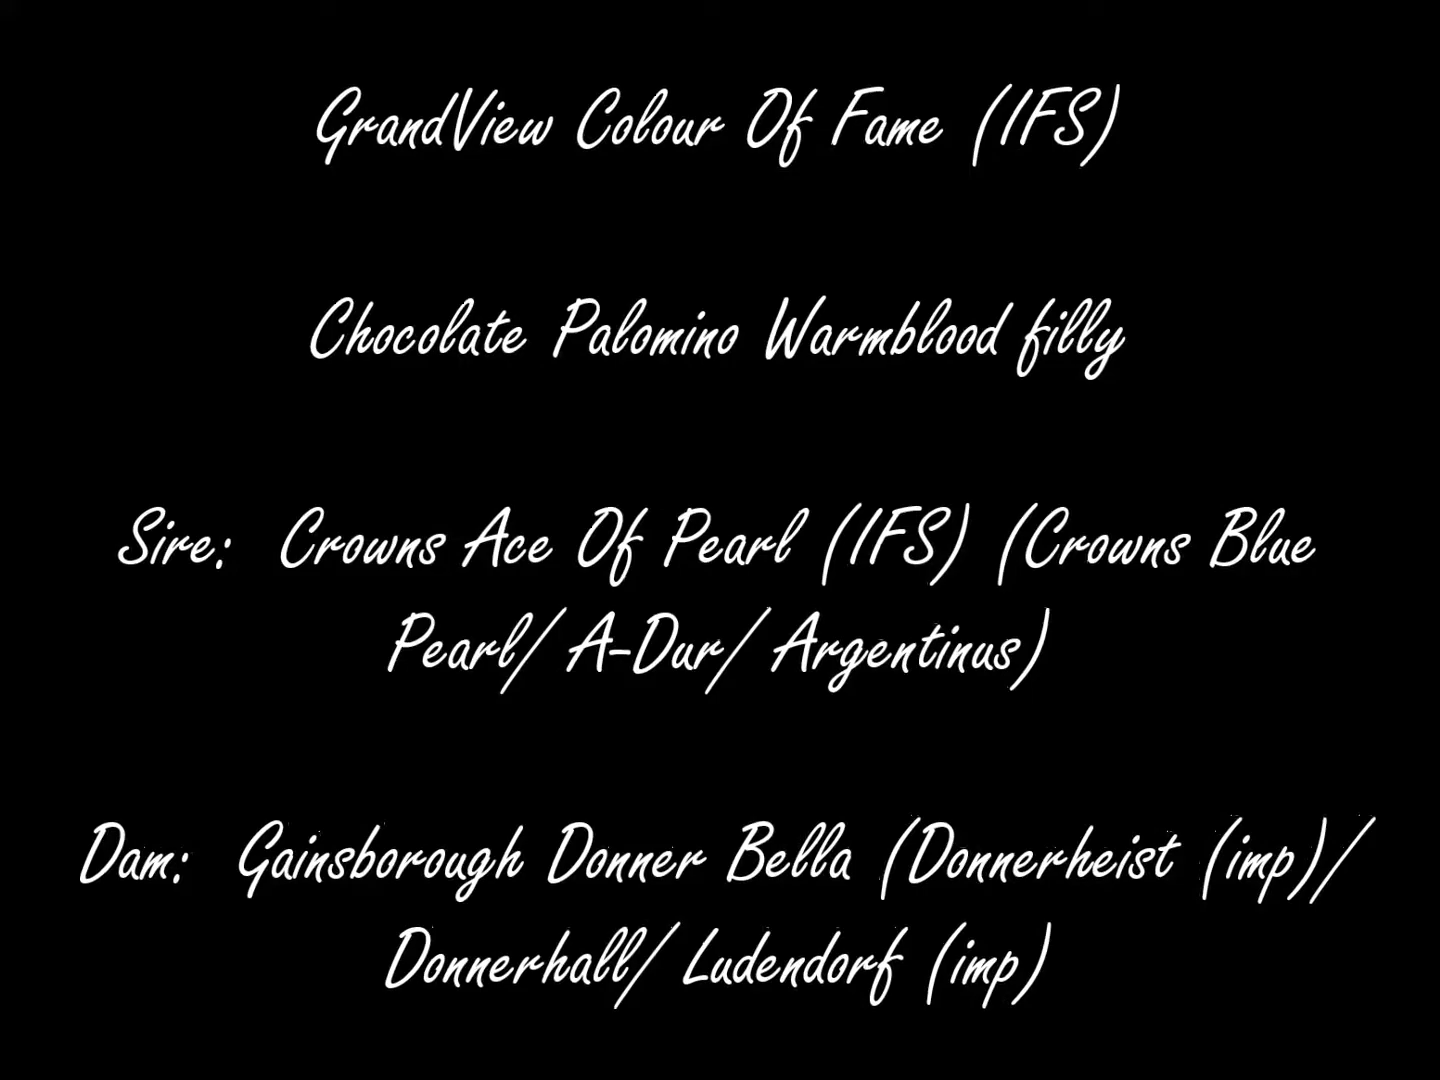 GrandView Colour Of Fame (IFS)
Chocolate Palomino Warmblood filly
Sire: Crowns Ace Of Pearl (IFS) (Crowns Blue
Pearl/ A-Dur/ Argentinus)
Dam: Gainsborough Donner Bella (Donnerheist (imp)/
Donnerhall/ Ludendorf (imp)